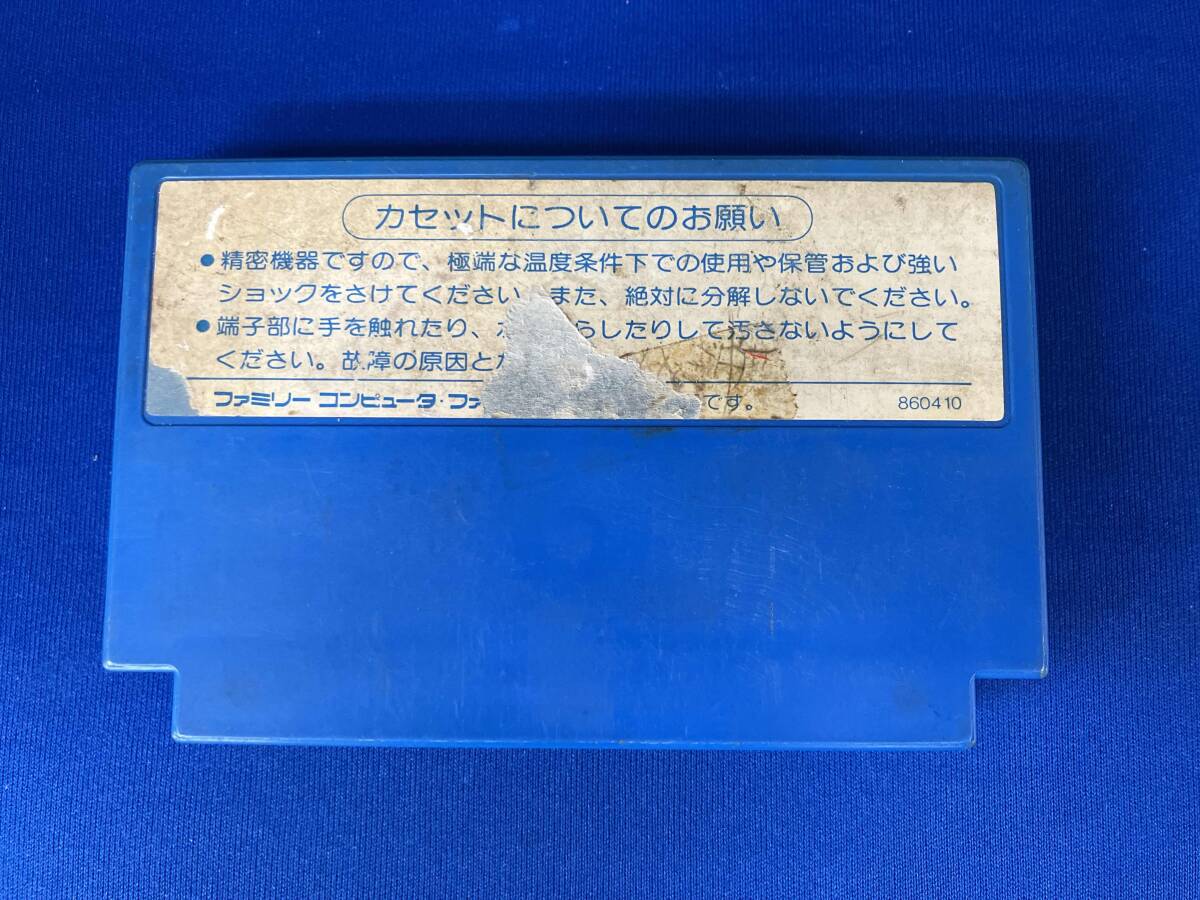 カセットについてのお願い
●精密機器ですので、極端な温度条件下での使用や保管および強い
ショックをさけてください。また、絶対に分解しないでください。
●端子部に手を触れたり、 らしたりして汚さないようにして
ください。故障の原因と
ファミリー コンピュータ・ファ です。 860410